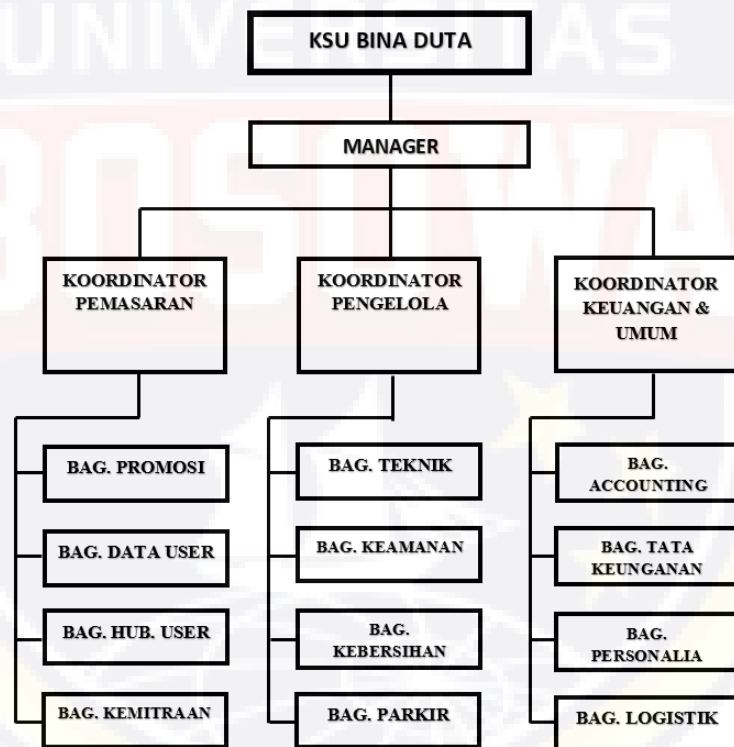 UNIVERSITAS
BOSOWA
KSU BINA DUTA
MANAGER
KOORDINATOR
PEMASARAN
KOORDINATOR
PENGELOLA
KOORDINATOR
KEUANGAN &
UMUM
BAG. PROMOSI
BAG. DATA USER
BAG. HUB. USER
BAG. KEMITRAAN
BAG. TEKNIK
BAG. KEAMANAN
BAG.
KEBERSIHAN
BAG. PARKIR
BAG.
ACCOUNTING
BAG. TATA
KEUNGANAN
BAG.
PERSONALIA
BAG. LOGISTIK